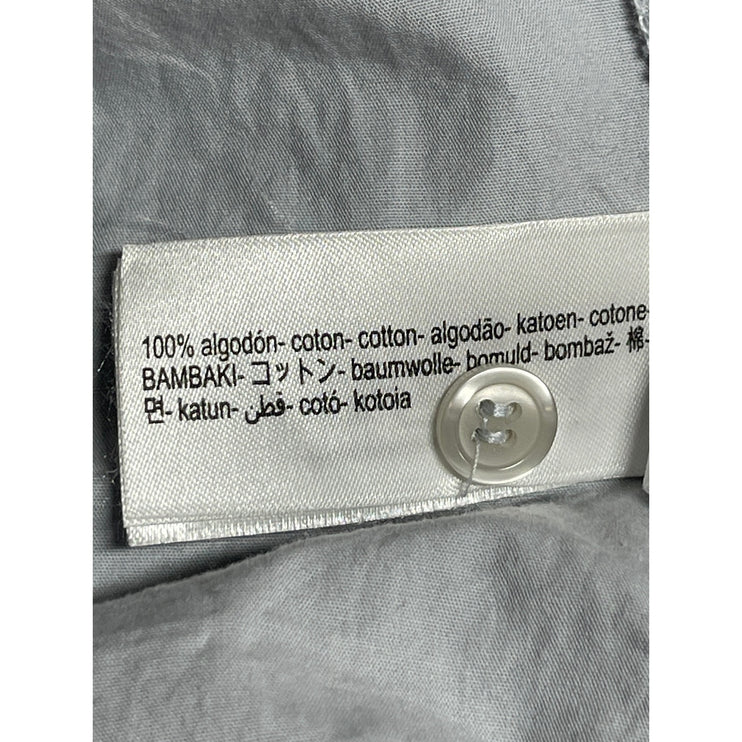 100% algodón- coton- cotton- algodão- katoen- cotone-
BAMBAKI- コットン- baumwolle- bomuld- bombaž- 棉-
면- katun- قطن- cotó- kotoia